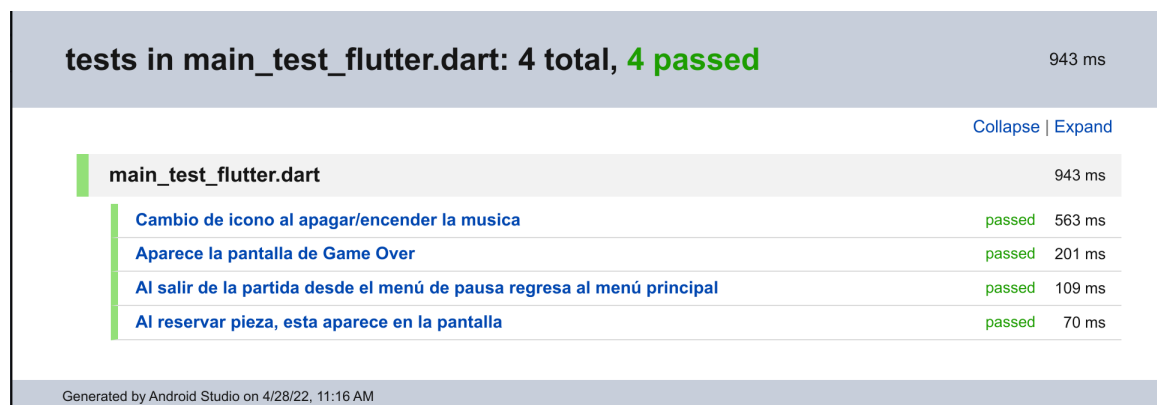 tests in main_test_flutter.dart: 4 total, 4 passed 943 ms
Collapse | Expand
main_test_flutter.dart 943 ms
Cambio de icono al apagar/encender la musica passed 563 ms
Aparece la pantalla de Game Over passed 201 ms
Al salir de la partida desde el menú de pausa regresa al menú principal passed 109 ms
Al reservar pieza, esta aparece en la pantalla passed 70 ms
Generated by Android Studio on 4/28/22, 11:16 AM